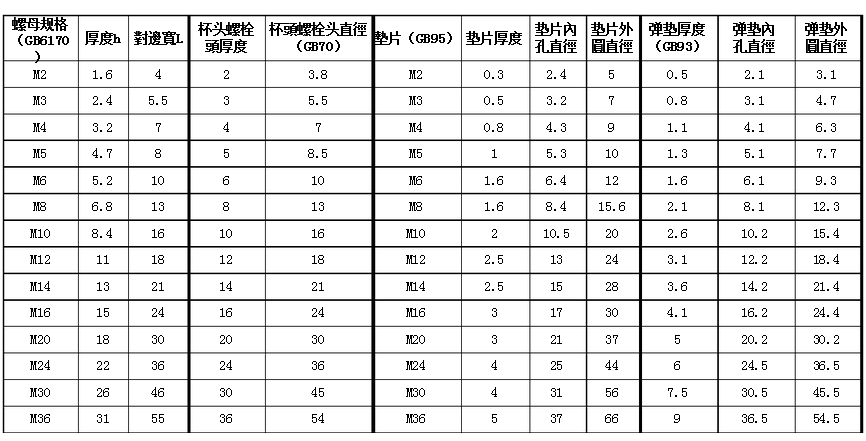 螺母规格（GB6170） 厚度h 對邊寬L 杯头螺栓頭厚度 杯頭螺栓头直徑（GB70） 墊片（GB95） 垫片厚度 垫片內孔直徑 垫片外圓直徑 弹垫厚度（GB93） 弹垫內孔直徑 弹垫外圓直徑
M2 1.6 4 2 3.8 M2 0.3 2.4 5 0.5 2.1 3.1
M3 2.4 5.5 3 5.5 M3 0.5 3.2 7 0.8 3.1 4.7
M4 3.2 7 4 7 M4 0.8 4.3 9 1.1 4.1 6.3
M5 4.7 8 5 8.5 M5 1 5.3 10 1.3 5.1 7.7
M6 5.2 10 6 10 M6 1.6 6.4 12 1.6 6.1 9.3
M8 6.8 13 8 13 M8 1.6 8.4 15.6 2.1 8.1 12.3
M10 8.4 16 10 16 M10 2 10.5 20 2.6 10.2 15.4
M12 11 18 12 18 M12 2.5 13 24 3.1 12.2 18.4
M14 13 21 14 21 M14 2.5 15 28 3.6 14.2 21.4
M16 15 24 16 24 M16 3 17 30 4.1 16.2 24.4
M20 18 30 20 30 M20 3 21 37 5 20.2 30.2
M24 22 36 24 36 M24 4 25 44 6 24.5 36.5
M30 26 46 30 45 M30 4 31 56 7.5 30.5 45.5
M36 31 55 36 54 M36 5 37 66 9 36.5 54.5